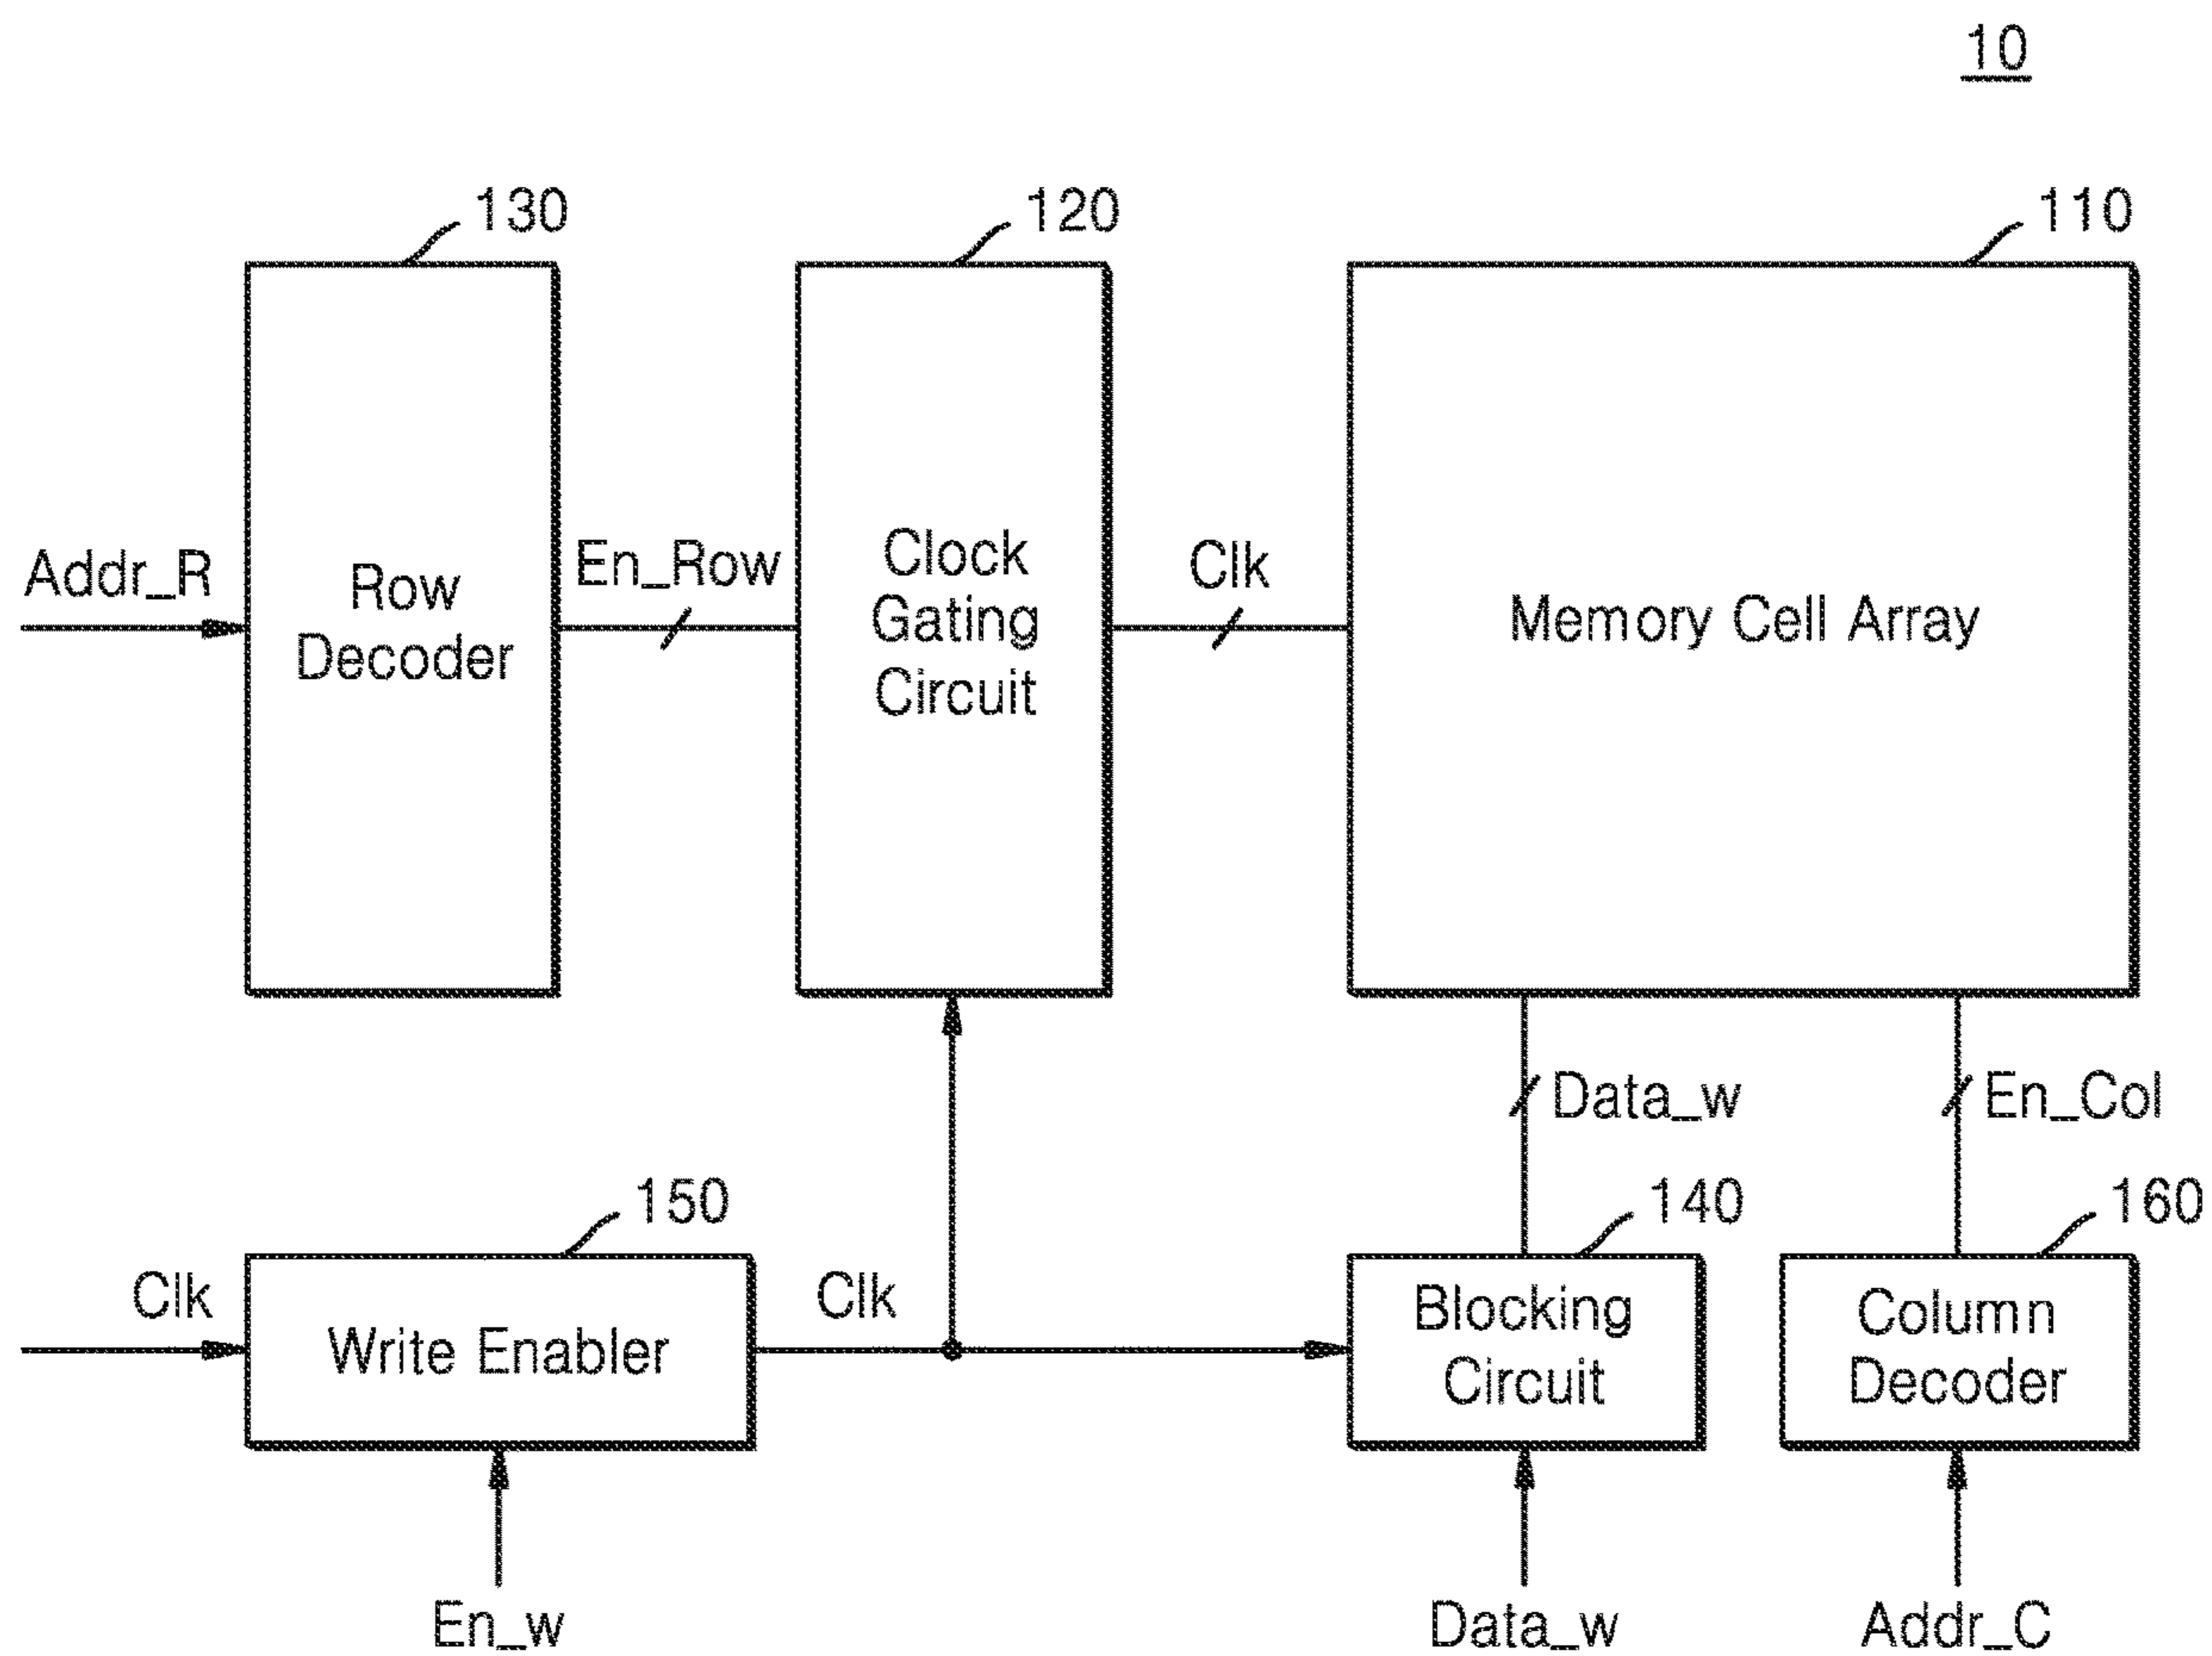 10
130
120
110
Addr_R
Row
Decoder
En_Row
Clock
Gating
Circuit
Clk
Memory Cell Array
Data_w
En_Col
150
140
160
Clk
Write Enabler
Clk
Blocking
Circuit
Column
Decoder
En_w
Data_w
Addr_C